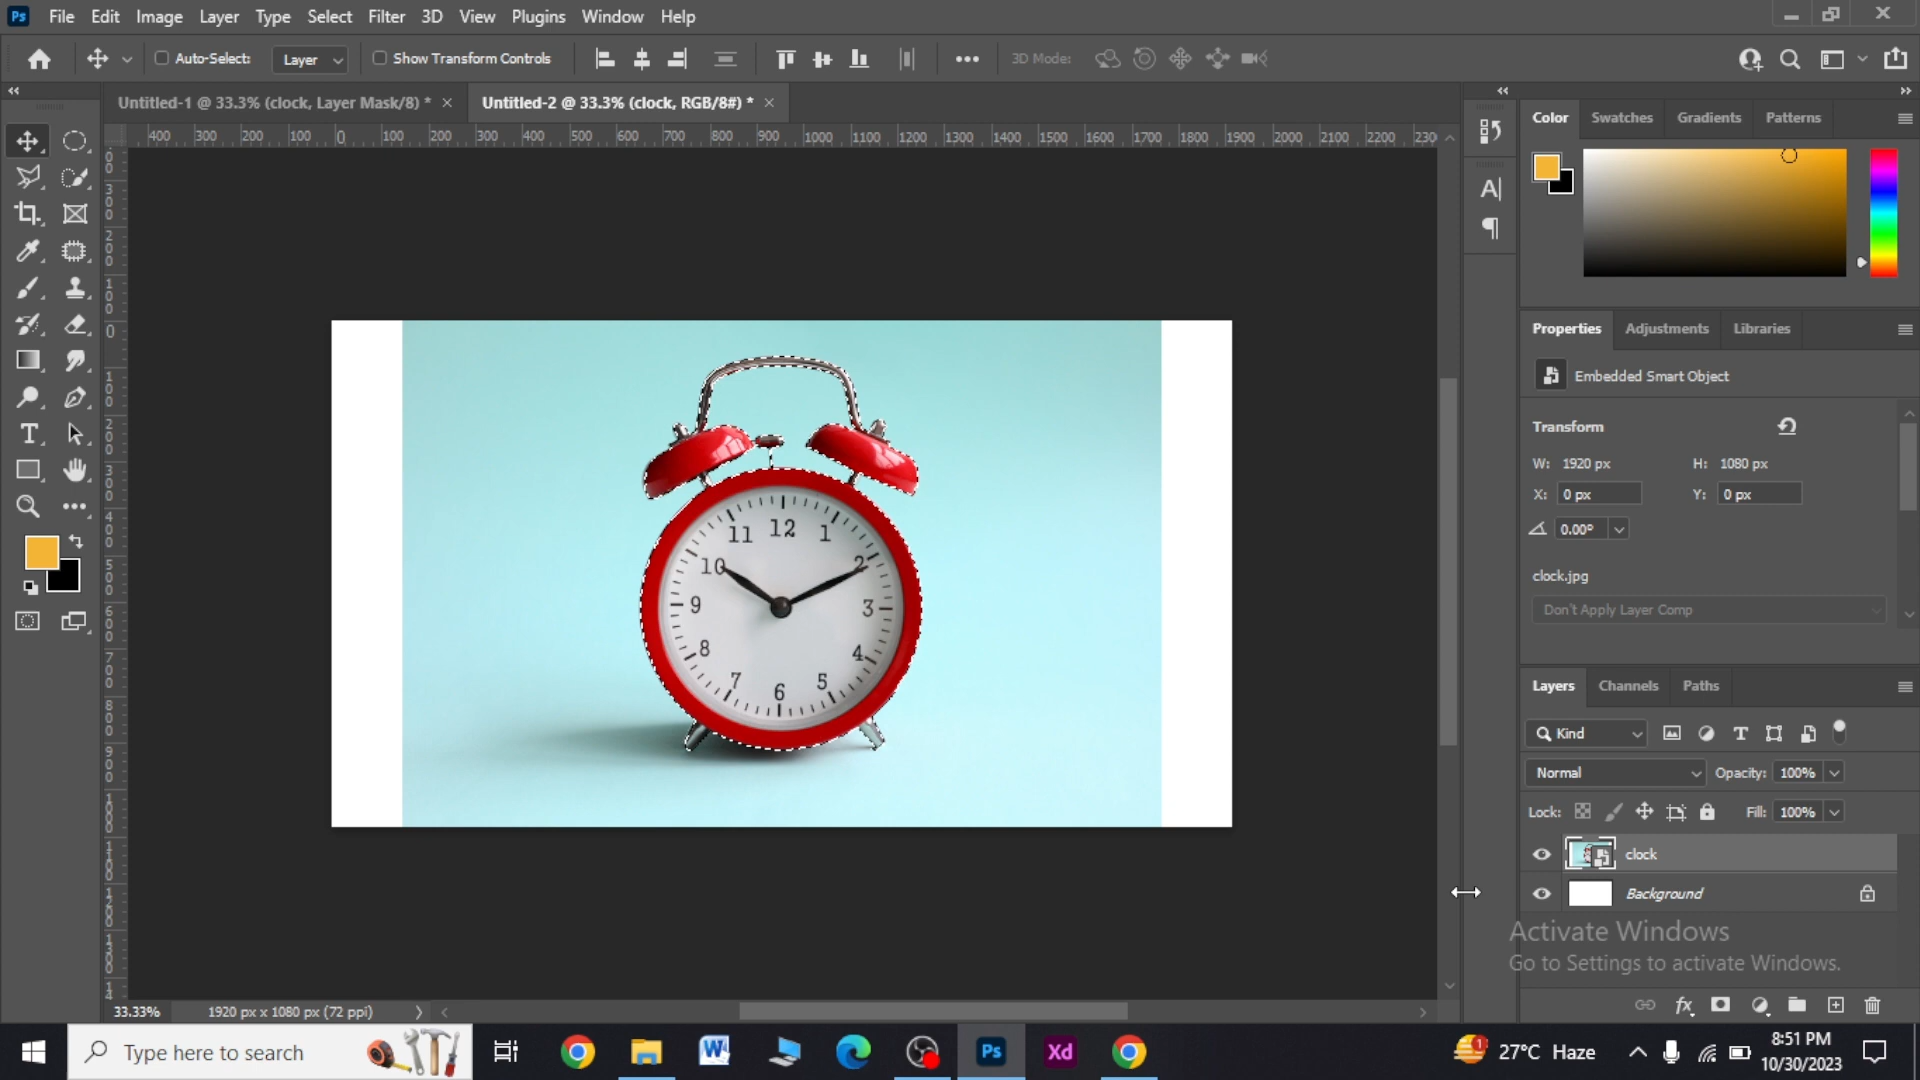 Ps File Edit Image Layer Type Select Filter 3D View Plugins Window Help
Auto-Select: Layer Show Transform Controls 3D Mode:
Untitled-1 @ 33.3% (clock, Layer Mask/8) * × Untitled-2 @ 33.3% (clock, RGB/8#) * ×
400 300 200 100 0 100 200 300 400 500 600 700 800 900 1000 1100 1200 1300 1400 1500 1600 1700 1800 1900 2000 2100 2200 230
Color Swatches Gradients Patterns
Properties Adjustments Libraries
Embedded Smart Object
Transform
W: 1920 px H: 1080 px
X: 0 px Y: 0 px
0.00°
clock.jpg
Don't Apply Layer Comp
12
11 1
10 2
9 3
8 4
7 5
6
Layers Channels Paths
Kind
Normal Opacity: 100%
Lock: Fill: 100%
clock
Background
Activate Windows
Go to Settings to activate Windows.
33.33% 1920 px x 1080 px (72 ppi)
Type here to search
Ps Xd
1 27°C Haze
8:51 PM
10/30/2023